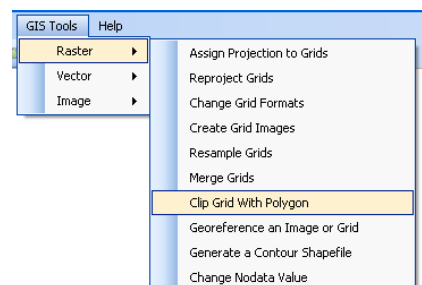 GIS Tools Help
Raster
Vector
Image
Assign Projection to Grids
Reproject Grids
Change Grid Formats
Create Grid Images
Resample Grids
Merge Grids
Clip Grid With Polygon
Georeference an Image or Grid
Generate a Contour Shapefile
Change Nodata Value